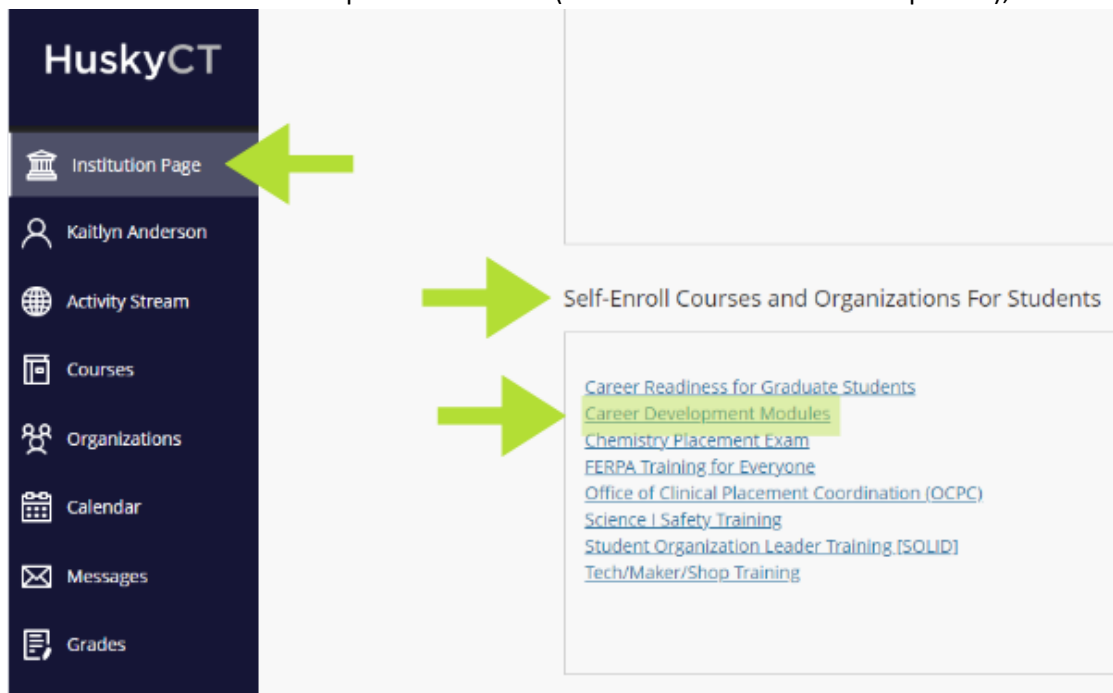 HuskyCT
Institution Page
Kaitlyn Anderson
Activity Stream
Courses
Organizations
Calendar
Messages
Grades
Self-Enroll Courses and Organizations For Students
Career Readiness for Graduate Students
Career Development Modules
Chemistry Placement Exam
FERPA Training for Everyone
Office of Clinical Placement Coordination (OCPC)
Science I Safety Training
Student Organization Leader Training [SOLID]
Tech/Maker/Shop Training